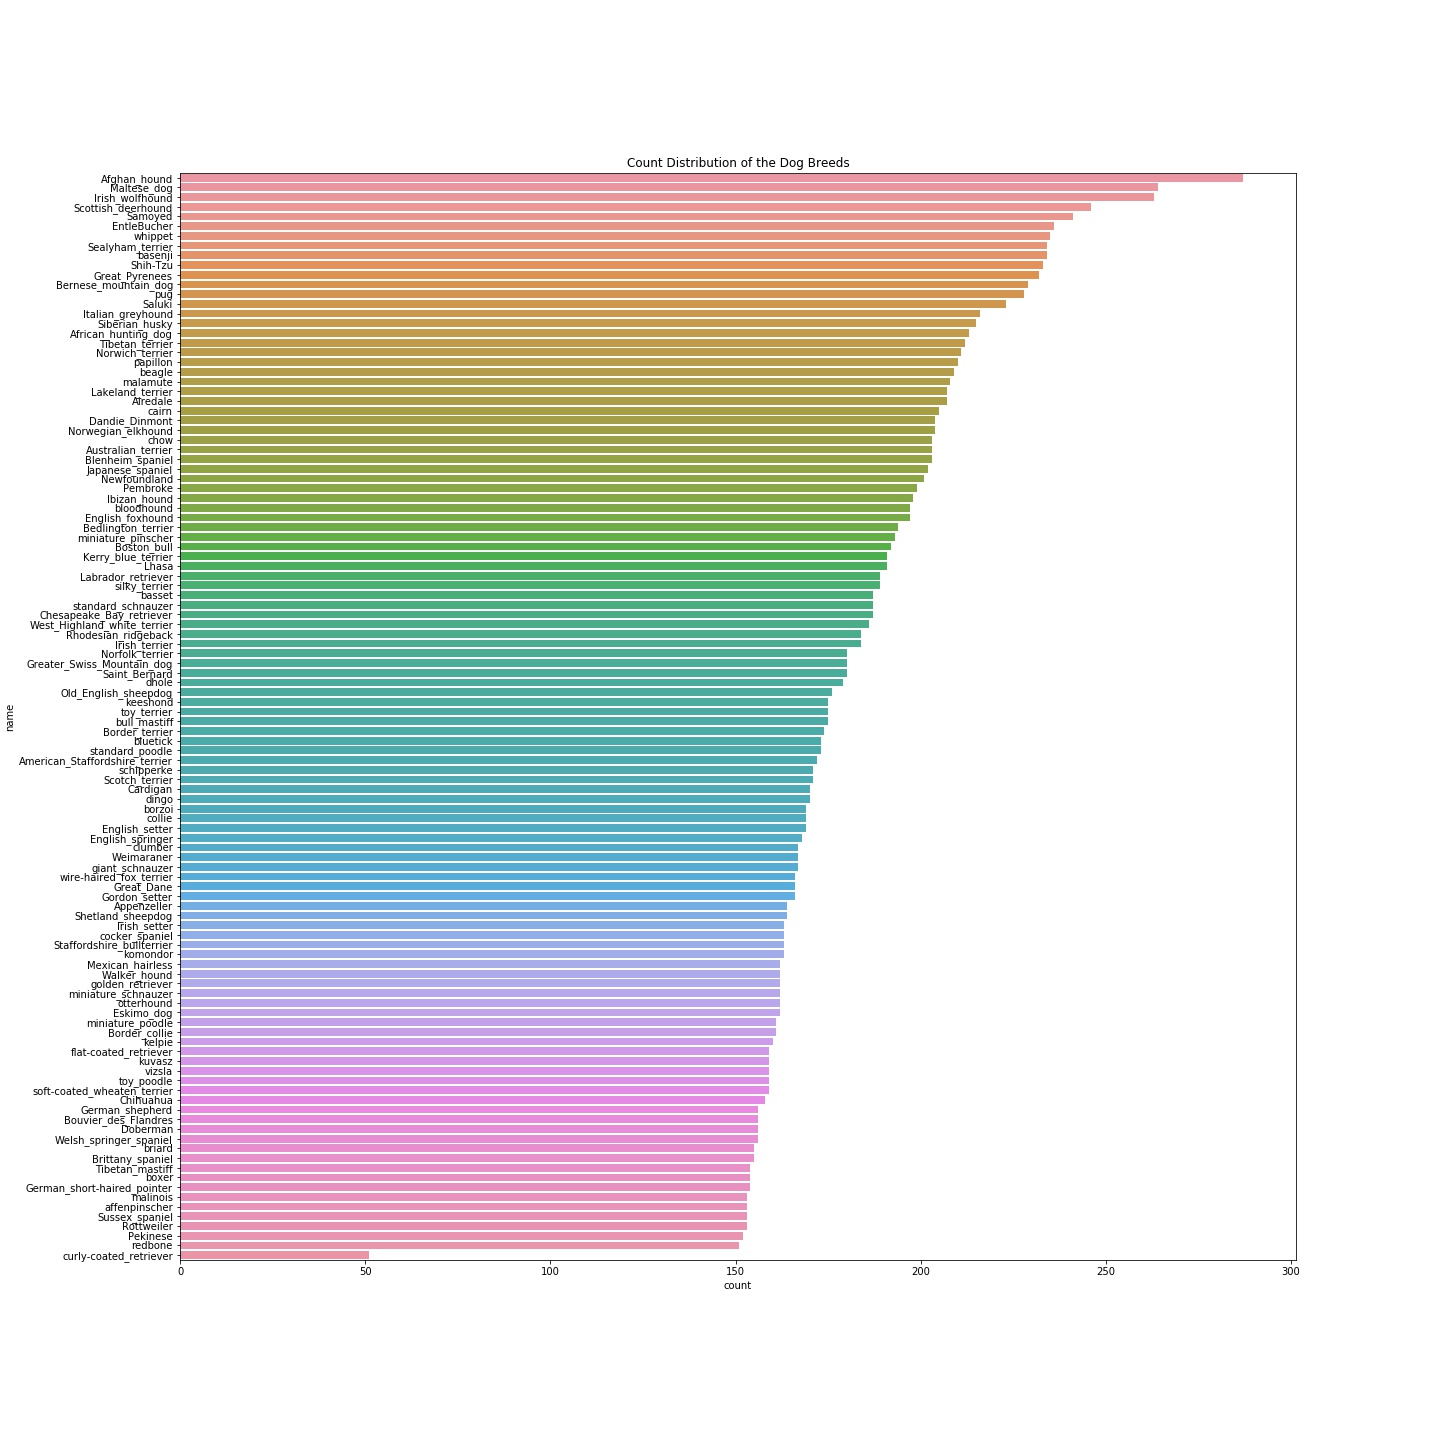 Count Distribution of the Dog Breeds
Afghan_hound
Maltese_dog
Irish_wolfhound
Scottish_deerhound
Samoyed
EntleBucher
whippet
Sealyham_terrier
basenji
Shih-Tzu
Great_Pyrenees
Bernese_mountain_dog
pug
Saluki
Italian_greyhound
Siberian_husky
African_hunting_dog
Tibetan_terrier
Norwich_terrier
papillon
beagle
malamute
Lakeland_terrier
Airedale
cairn
Dandie_Dinmont
Norwegian_elkhound
chow
Australian_terrier
Blenheim_spaniel
Japanese_spaniel
Newfoundland
Pembroke
Ibizan_hound
bloodhound
English_foxhound
Bedlington_terrier
miniature_pinscher
Boston_bull
Kerry_blue_terrier
Lhasa
Labrador_retriever
silky_terrier
basset
standard_schnauzer
Chesapeake_Bay_retriever
West_Highland_white_terrier
Rhodesian_ridgeback
Irish_terrier
Norfolk_terrier
Greater_Swiss_Mountain_dog
Saint_Bernard
dhole
Old_English_sheepdog
keeshond
toy_terrier
bull_mastiff
Border_terrier
bluetick
standard_poodle
American_Staffordshire_terrier
schipperke
Scotch_terrier
Cardigan
dingo
borzoi
collie
English_setter
English_springer
clumber
Weimaraner
giant_schnauzer
wire-haired_fox_terrier
Great_Dane
Gordon_setter
Appenzeller
Shetland_sheepdog
Irish_setter
cocker_spaniel
Staffordshire_bullterrier
komondor
Mexican_hairless
Walker_hound
golden_retriever
miniature_schnauzer
otterhound
Eskimo_dog
miniature_poodle
Border_collie
kelpie
flat-coated_retriever
kuvasz
vizsla
toy_poodle
soft-coated_wheaten_terrier
Chihuahua
German_shepherd
Bouvier_des_Flandres
Doberman
Welsh_springer_spaniel
briard
Brittany_spaniel
Tibetan_mastiff
boxer
German_short-haired_pointer
malinois
affenpinscher
Sussex_spaniel
Rottweiler
Pekinese
redbone
curly-coated_retriever
name
0 50 100 150 200 250 300
count